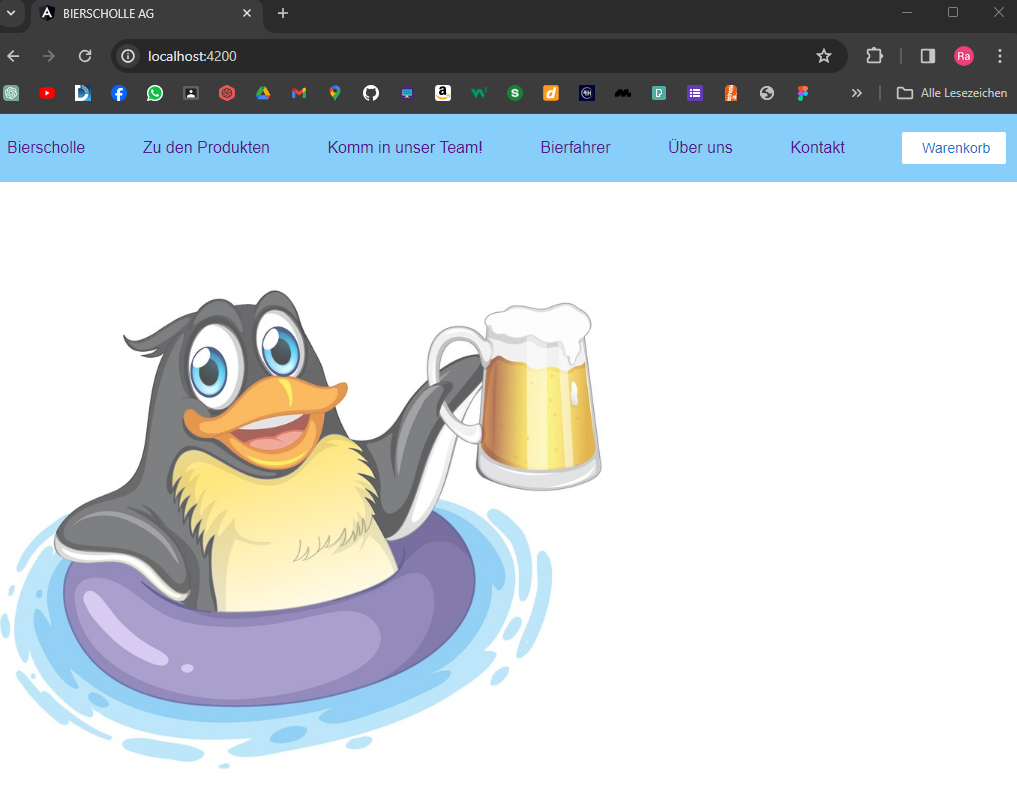 BIERSCHOLLE AG
localhost:4200
Ra
Alle Lesezeichen
Bierscholle Zu den Produkten Komm in unser Team! Bierfahrer Über uns Kontakt Warenkorb